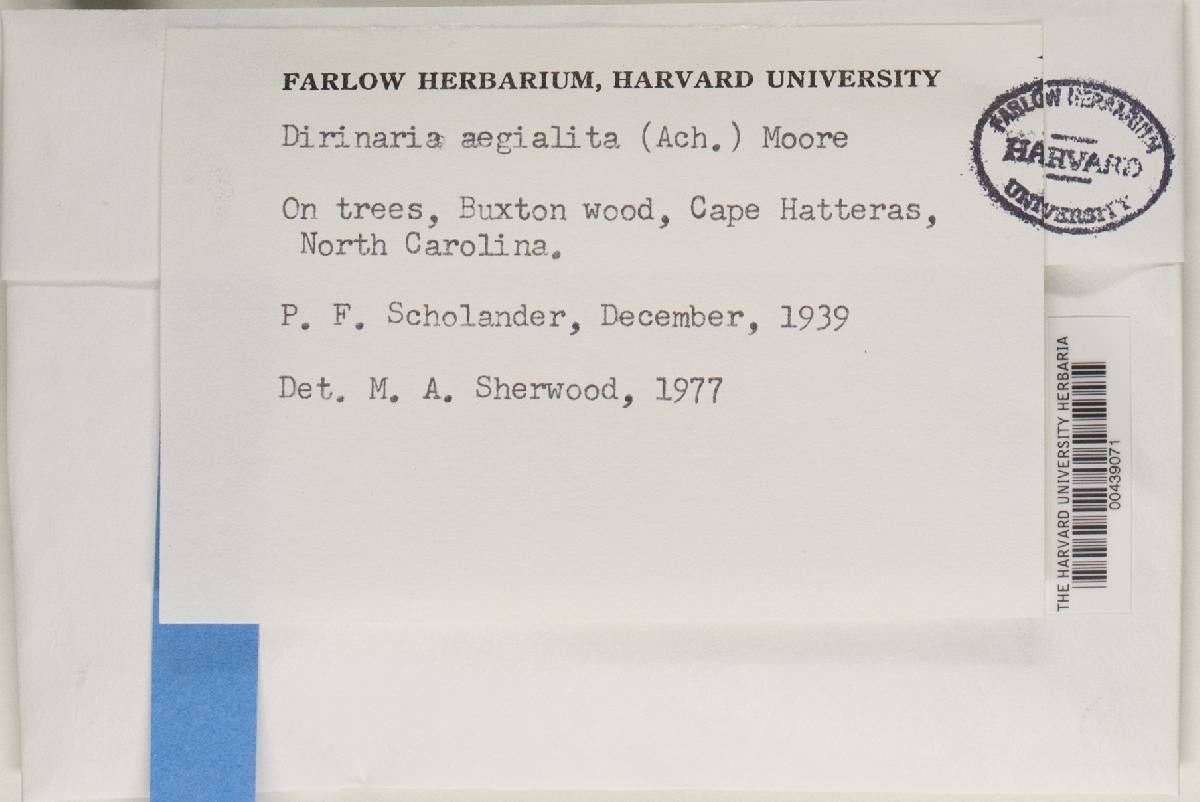 FARLOW HERBARIUM, HARVARD UNIVERSITY
Dirinaria aegialita (Ach.) Moore
On trees, Buxton wood, Cape Hatteras,
North Carolina.
P. F. Scholander, December, 1939
Det. M. A. Sherwood, 1977
FARLOW HERBARIUM
HARVARD
UNIVERSITY
THE HARVARD UNIVERSITY HERBARIA
00439071